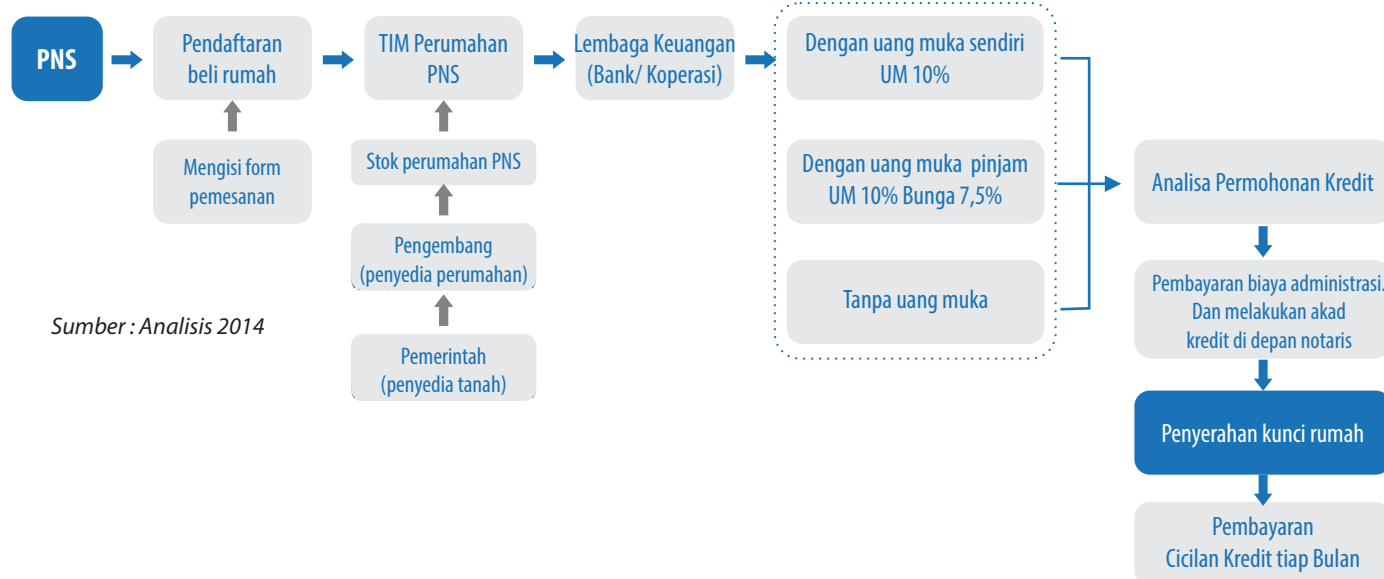 PNS
Pendaftaran
beli rumah
TIM Perumahan
PNS
Lembaga Keuangan
(Bank/ Koperasi)
Dengan uang muka sendiri
UM 10%
Mengisi form
pemesanan
Stok perumahan PNS
Pengembang
(penyedia perumahan)
Pemerintah
(penyedia tanah)
Dengan uang muka pinjam
UM 10% Bunga 7,5%
Tanpa uang muka
Analisa Permohonan Kredit
Pembayaran biaya administrasi.
Dan melakukan akad
kredit di depan notaris
Penyerahan kunci rumah
Pembayaran
Cicilan Kredit tiap Bulan
Sumber : Analisis 2014